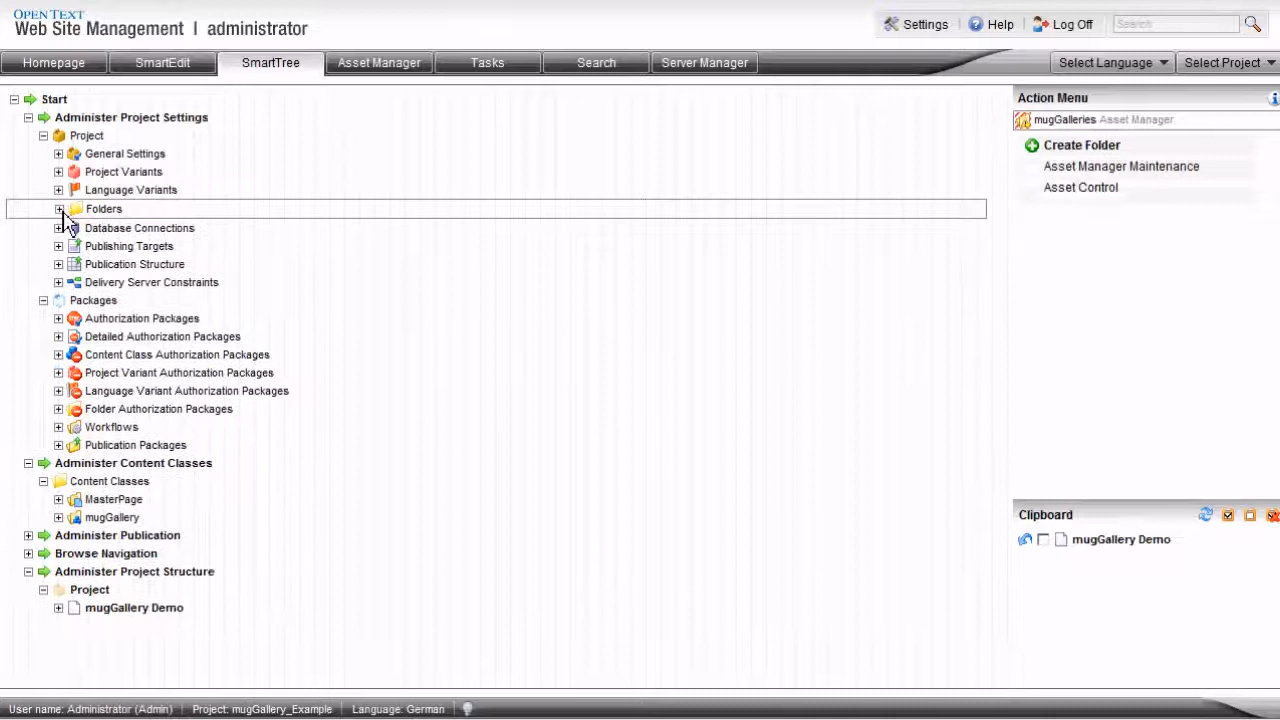 OPEN TEXT
Web Site Management | administrator
Settings
Help
Log Off
Search
Homepage
SmartEdit
SmartTree
Asset Manager
Tasks
Search
Server Manager
Select Language
Select Project
Start
Administer Project Settings
Project
General Settings
Project Variants
Language Variants
Folders
Database Connections
Publishing Targets
Publication Structure
Delivery Server Constraints
Packages
Authorization Packages
Detailed Authorization Packages
Content Class Authorization Packages
Project Variant Authorization Packages
Language Variant Authorization Packages
Folder Authorization Packages
Workflows
Publication Packages
Administer Content Classes
Content Classes
MasterPage
mugGallery
Administer Publication
Browse Navigation
Administer Project Structure
Project
mugGallery Demo
Action Menu
mugGalleries Asset Manager
Create Folder
Asset Manager Maintenance
Asset Control
Clipboard
mugGallery Demo
User name: Administrator (Admin)
Project: mugGallery_Example
Language: German